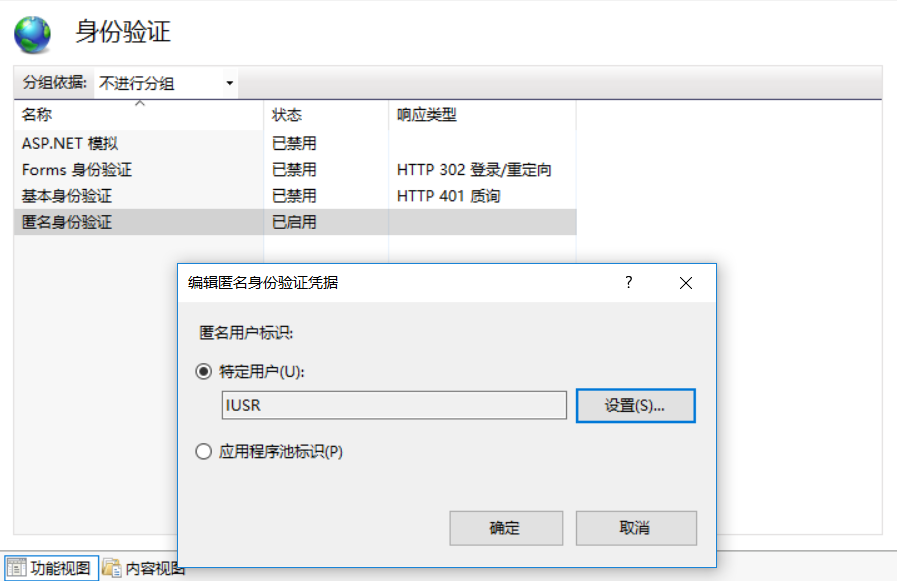 身份验证
分组依据: 不进行分组
名称 状态 响应类型
ASP.NET 模拟 已禁用
Forms 身份验证 已禁用 HTTP 302 登录/重定向
基本身份验证 已禁用 HTTP 401 质询
匿名身份验证 已启用
编辑匿名身份验证凭据 ?
匿名用户标识:
特定用户(U):
IUSR 设置(S)...
应用程序池标识(P)
确定 取消
功能视图 内容视图